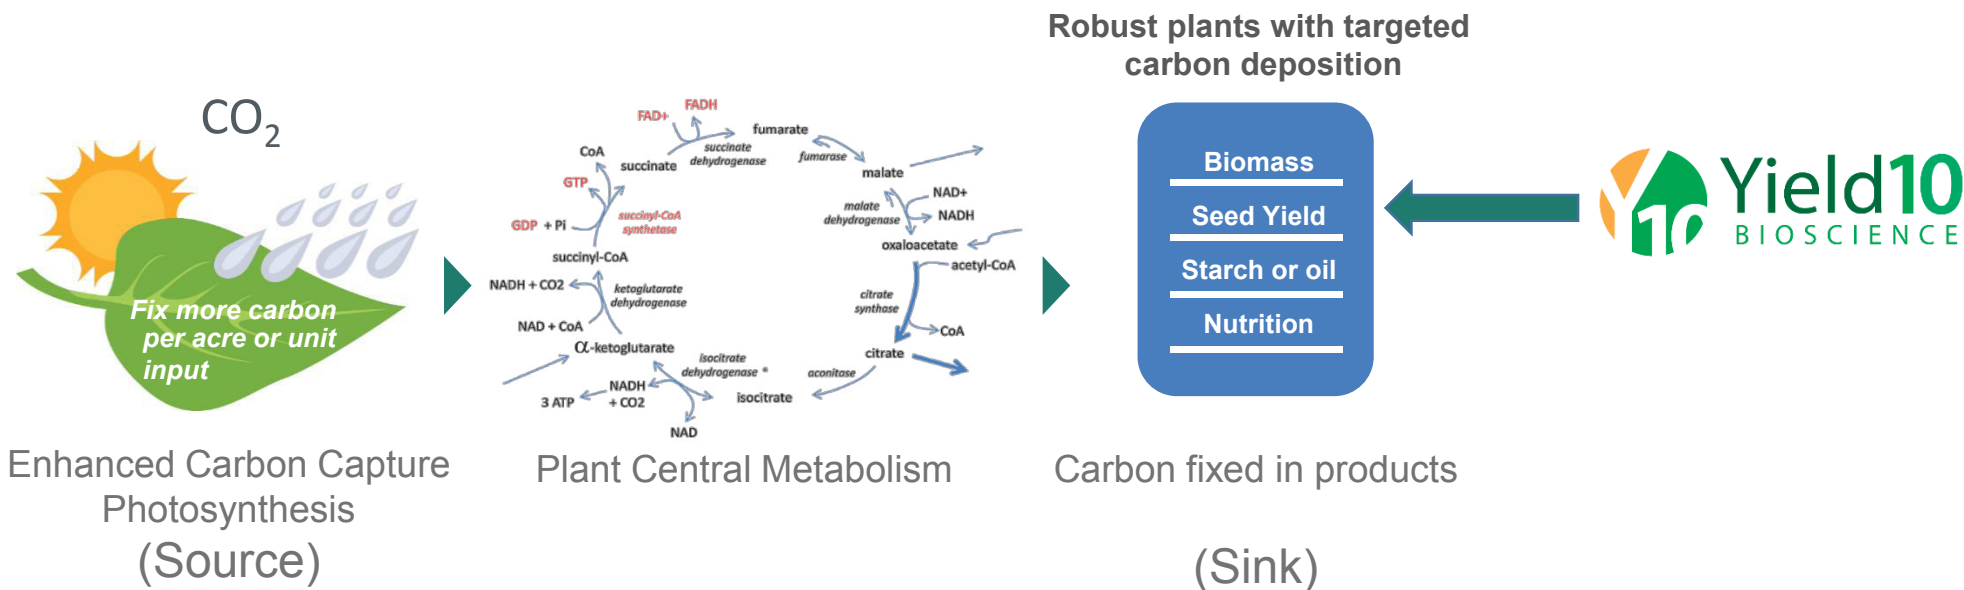 Robust plants with targeted
carbon deposition
CO2
Fix more carbon
per acre or unit
input
FAD+
FADH
fumarate
succinate
dehydrogenase
fumarase
CoA
succinate
malate
GTP
NAD+
malate
dehydrogenase
NADH
GDP + Pi
succinyl-CoA
synthetase
oxaloacetate
succinyl-CoA
acetyl-CoA
NADH + CO2
ketoglutarate
dehydrogenase
citrate
synthase
NAD + CoA
CoA
α-ketoglutarate
citrate
isocitrate
dehydrogenase *
aconitase
NADH
+ CO2
3 ATP
isocitrate
NAD
Biomass
Seed Yield
Starch or oil
Nutrition
Y10
Yield10
BIOSCIENCE
Enhanced Carbon Capture
Photosynthesis
(Source)
Plant Central Metabolism
Carbon fixed in products
(Sink)